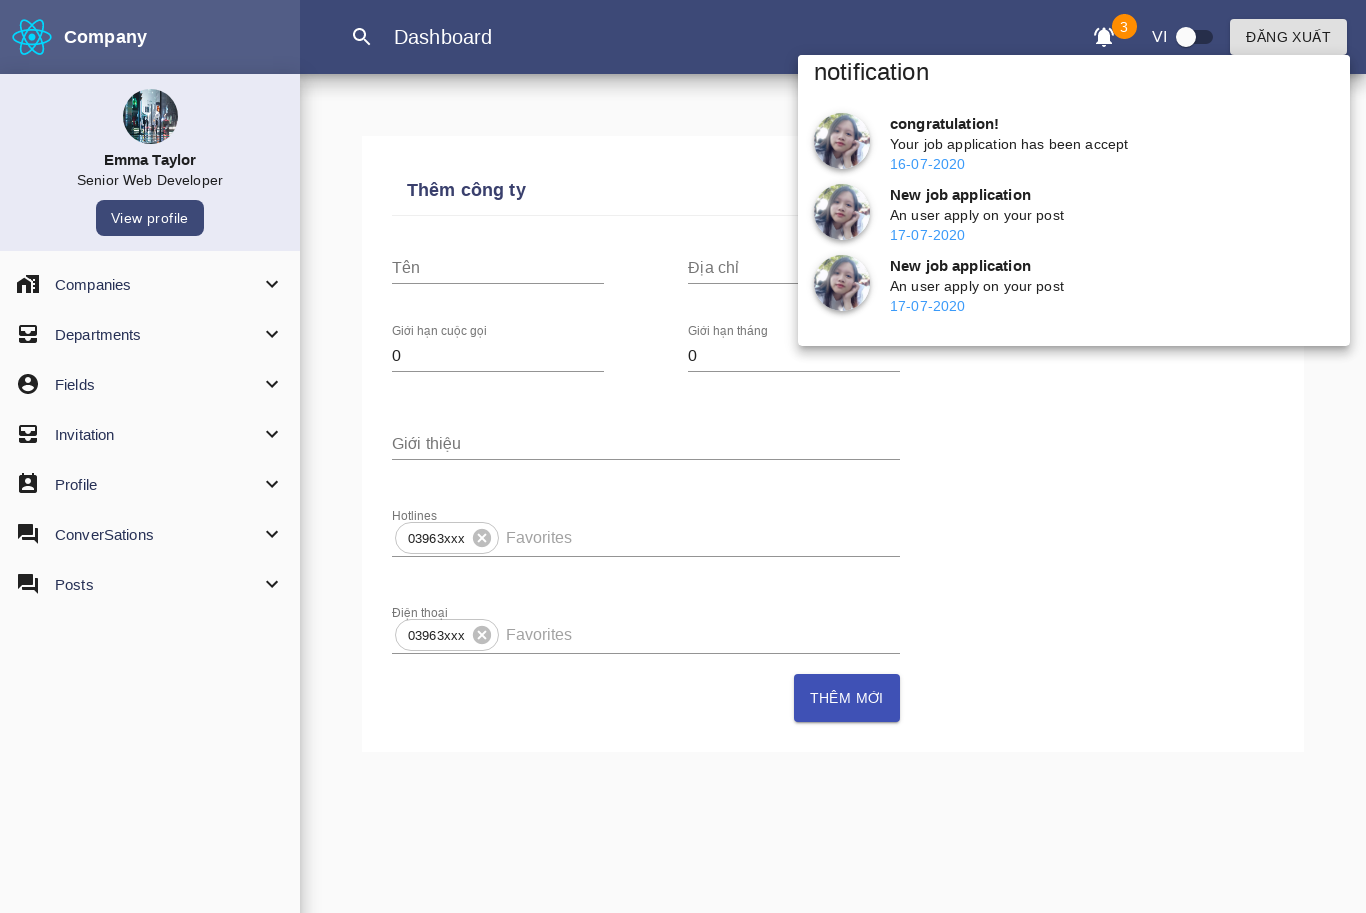 Company
Dashboard
3
VI
ĐĂNG XUẤT
Emma Taylor
Senior Web Developer
View profile
Companies
Departments
Fields
Invitation
Profile
ConverSations
Posts
notification
congratulation!
Your job application has been accept
16-07-2020
New job application
An user apply on your post
17-07-2020
New job application
An user apply on your post
17-07-2020
Thêm công ty
Tên
Địa chỉ
Giới hạn cuộc gọi
0
Giới hạn tháng
0
Giới thiệu
Hotlines
03963xxx
Favorites
Điện thoại
03963xxx
Favorites
THÊM MỚI